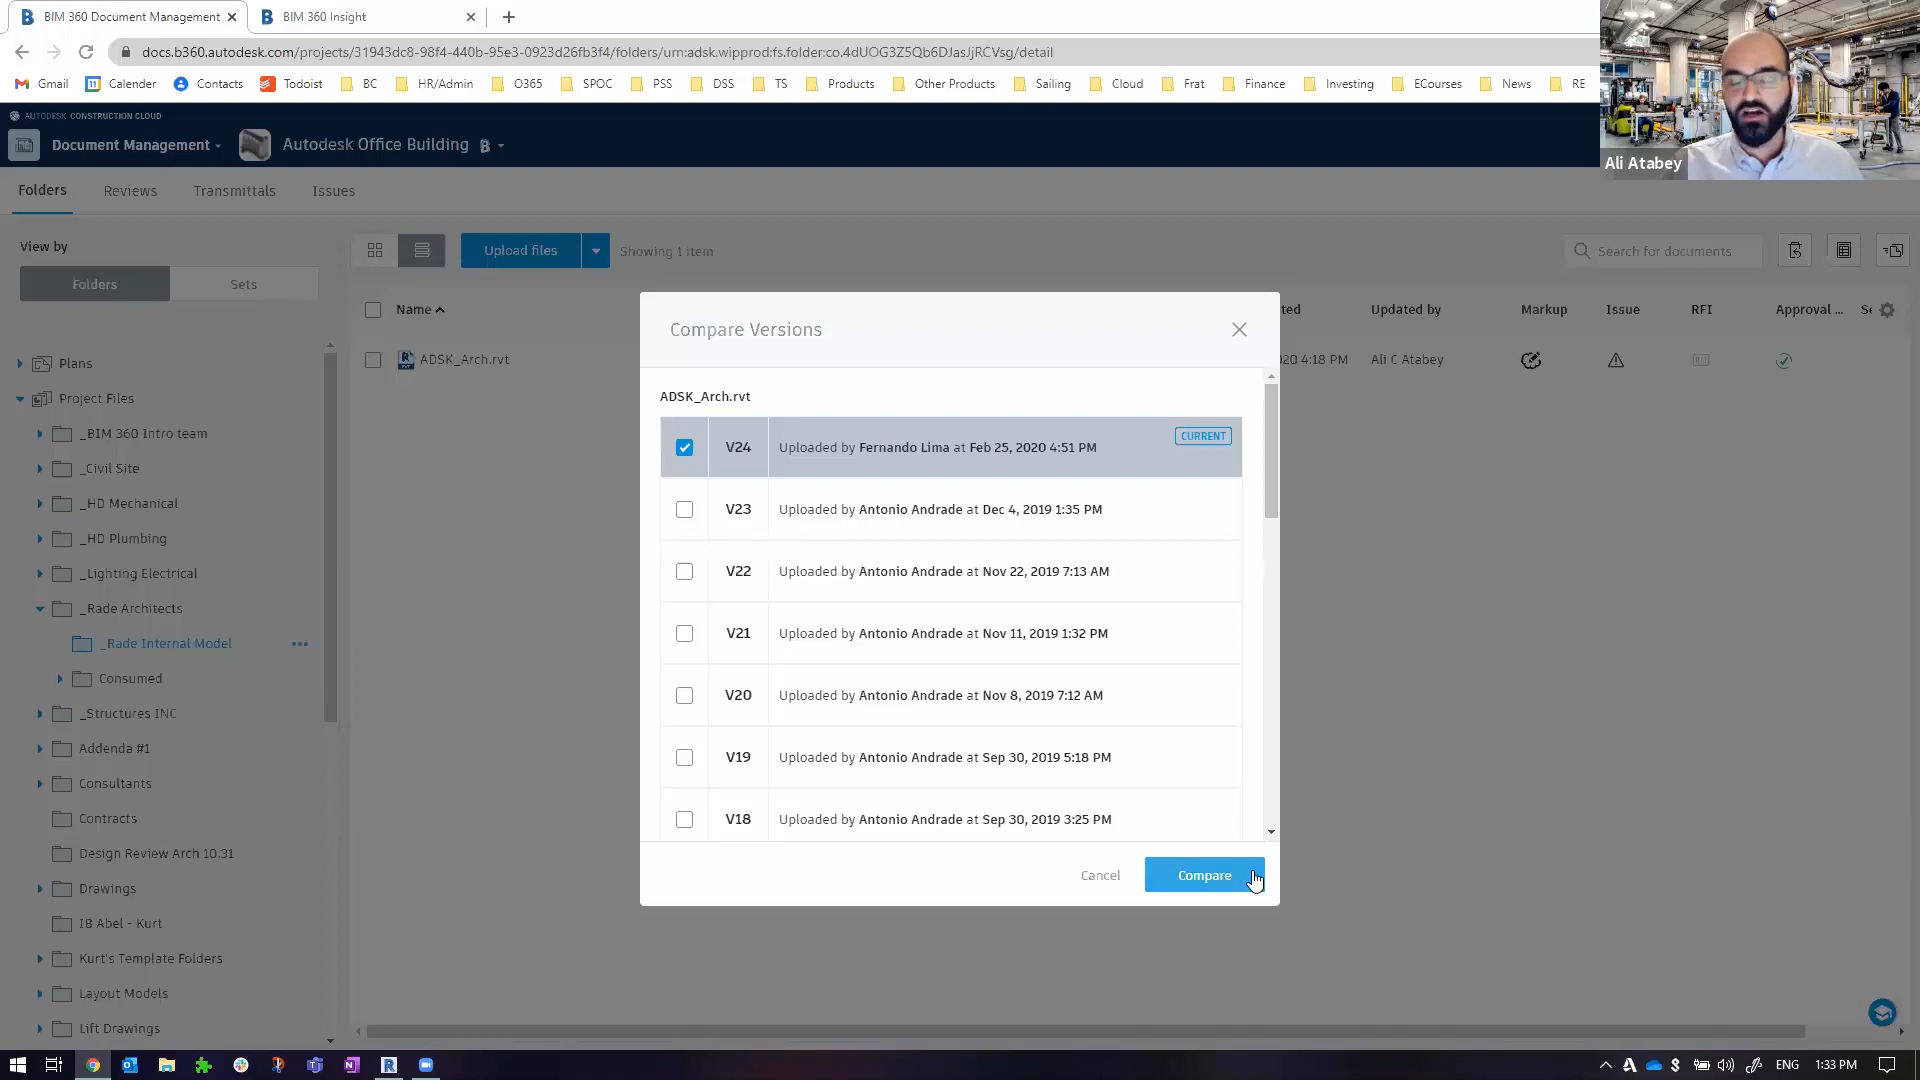 BIM 360 Document Management
BIM 360 Insight
docs.b360.autodesk.com/projects/31943dc8-98f4-440b-95e3-0923d26fb3f4/folders/urn:adsk.wipprod:fs.folder:co.4dUOG3Z5Qb6DJasJjRCVsg/detail
Gmail Calender Contacts Todoist BC HR/Admin O365 SPOC PSS DSS TS Products Other Products Sailing Cloud Frat Finance Investing ECourses News RE
AUTODESK CONSTRUCTION CLOUD
Document Management
Autodesk Office Building
Ali Atabey
Folders Reviews Transmittals Issues
View by
Folders Sets
Upload files
Showing 1 item
Search for documents
Name
ted Updated by Markup Issue RFI Approval ... Se
ADSK_Arch.rvt
020 4:18 PM Ali C Atabey
Plans
Project Files
_BIM 360 Intro team
_Civil Site
_HD Mechanical
_HD Plumbing
_Lighting Electrical
_Rade Architects
_Rade Internal Model
Consumed
_Structures INC
Addenda #1
Consultants
Contracts
Design Review Arch 10.31
Drawings
IB Abel - Kurt
Kurt's Template Folders
Layout Models
Lift Drawings
Compare Versions
ADSK_Arch.rvt
V24 Uploaded by Fernando Lima at Feb 25, 2020 4:51 PM CURRENT
V23 Uploaded by Antonio Andrade at Dec 4, 2019 1:35 PM
V22 Uploaded by Antonio Andrade at Nov 22, 2019 7:13 AM
V21 Uploaded by Antonio Andrade at Nov 11, 2019 1:32 PM
V20 Uploaded by Antonio Andrade at Nov 8, 2019 7:12 AM
V19 Uploaded by Antonio Andrade at Sep 30, 2019 5:18 PM
V18 Uploaded by Antonio Andrade at Sep 30, 2019 3:25 PM
Cancel Compare
ENG 1:33 PM